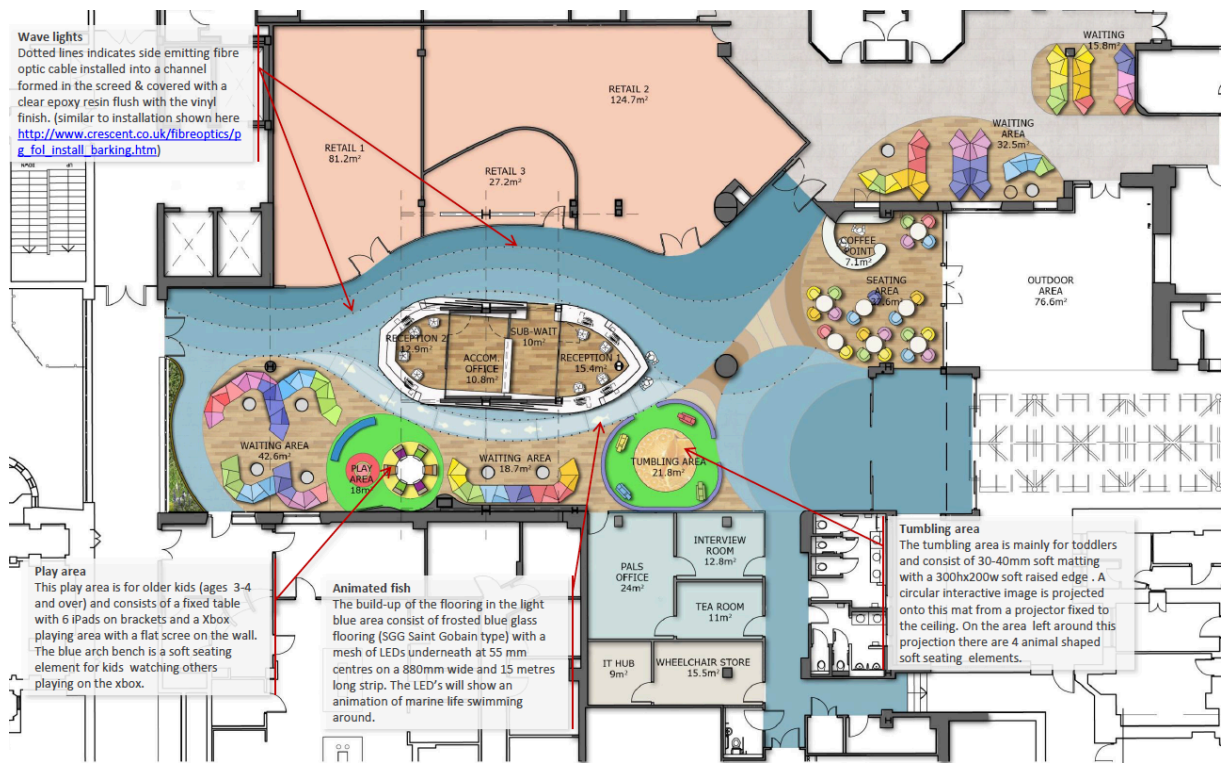 Wave lights
Dotted lines indicates side emitting fibre
optic cable installed into a channel
formed in the screed & covered with a
clear epoxy resin flush with the vinyl
finish. (similar to installation shown here
http://www.crescent.co.uk/fibreoptics/p
g_fol_install_barking.htm)
DOWN
UP
RETAIL 1
81.2m²
RETAIL 2
124.7m²
RETAIL 3
27.2m²
WAITING
15.8m²
WAITING
AREA
32.5m²
COFFEE
POINT
7.1m²
SEATING
AREA
OUTDOOR
AREA
76.6m²
RECEPTION 2
12.9m²
ACCOM.
OFFICE
10.8m²
SUB-WAIT
10m²
RECEPTION 1
15.4m²
WAITING AREA
42.6m²
PLAY
AREA
18m²
WAITING AREA
18.7m²
TUMBLING AREA
21.8m²
PALS
OFFICE
24m²
INTERVIEW
ROOM
12.8m²
TEA ROOM
11m²
IT HUB
9m²
WHEELCHAIR STORE
15.5m²
Play area
This play area is for older kids (ages 3-4
and over) and consists of a fixed table
with 6 iPads on brackets and a Xbox
playing area with a flat scree on the wall.
The blue arch bench is a soft seating
element for kids watching others
playing on the xbox.
Animated fish
The build-up of the flooring in the light
blue area consist of frosted blue glass
flooring (SGG Saint Gobain type) with a
mesh of LEDs underneath at 55 mm
centres on a 880mm wide and 15 metres
long strip. The LED's will show an
animation of marine life swimming
around.
Tumbling area
The tumbling area is mainly for toddlers
and consist of 30-40mm soft matting
with a 300hx200w soft raised edge . A
circular interactive image is projected
onto this mat from a projector fixed to
the ceiling. On the area left around this
projection there are 4 animal shaped
soft seating elements.